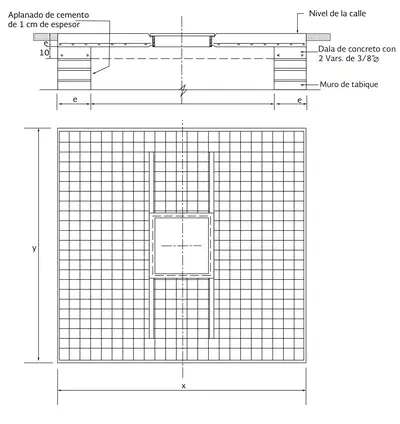 Aplanado de cemento
de 1 cm de espesor
Nivel de la calle
e
10
Dala de concreto con
2 Vars. de 3/8"⌀
Muro de tabique
e
e
y
x